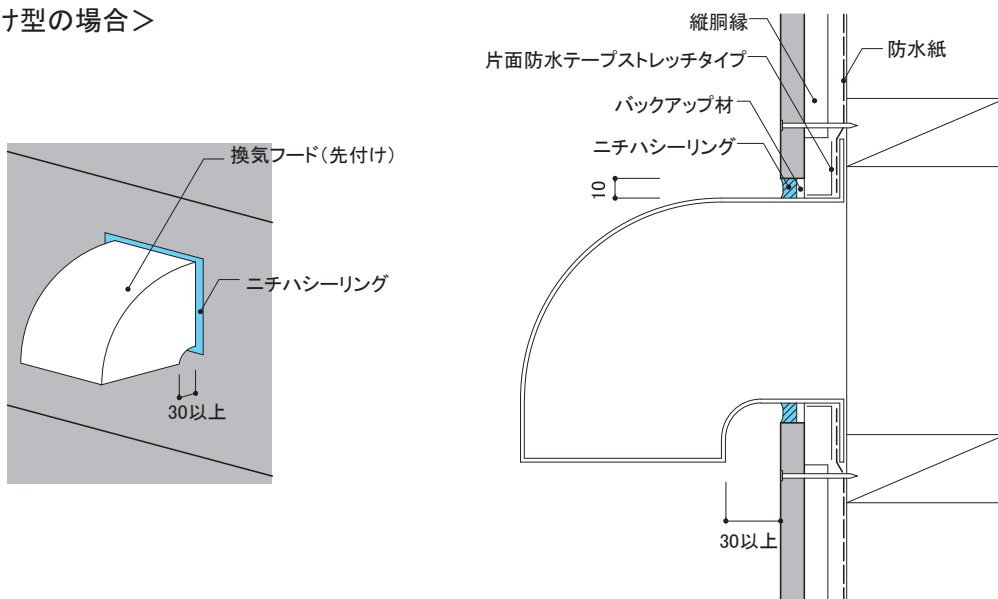 け型の場合＞
換気フード（先付け）
ニチハシーリング
30以上
縦胴縁
片面防水テープストレッチタイプ
防水紙
バックアップ材
ニチハシーリング
10
30以上